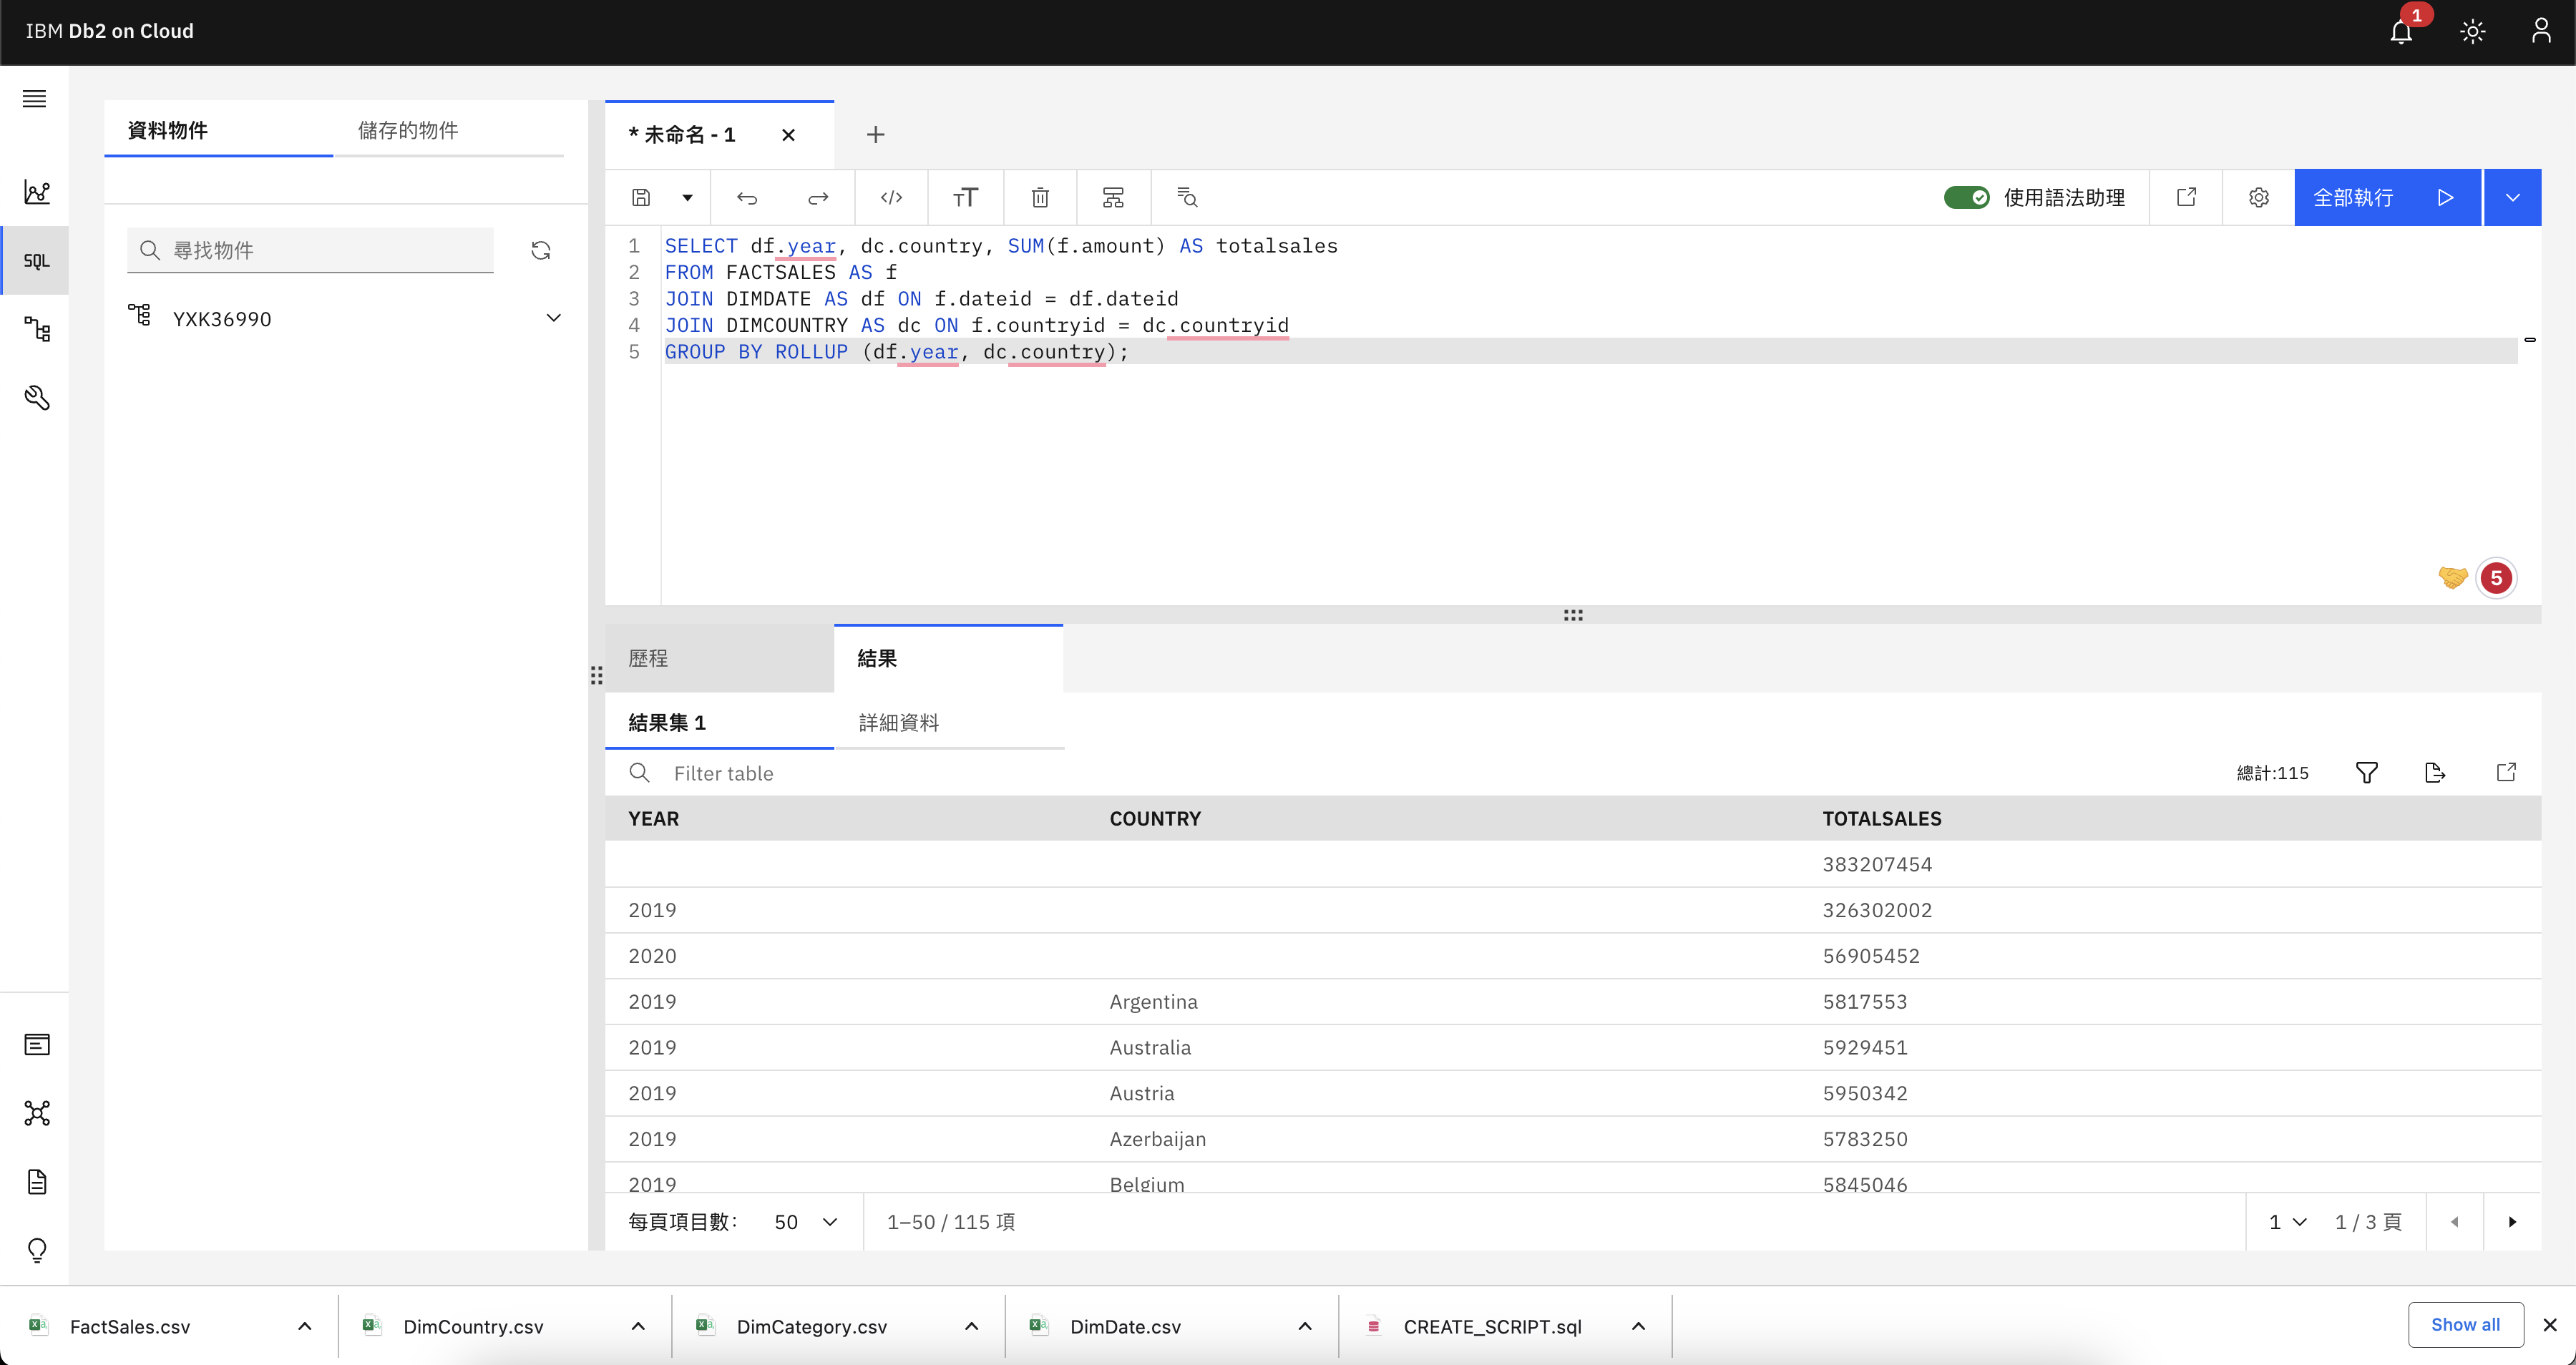 IBM Db2 on Cloud
1
資料物件
儲存的物件
* 未命名 - 1
使用語法助理
全部執行
SQL
尋找物件
YXK36990
1 SELECT df.year, dc.country, SUM(f.amount) AS totalsales
2 FROM FACTSALES AS f
3 JOIN DIMDATE AS df ON f.dateid = df.dateid
4 JOIN DIMCOUNTRY AS dc ON f.countryid = dc.countryid
5 GROUP BY ROLLUP (df.year, dc.country);
5
歷程
結果
結果集 1
詳細資料
Filter table
總計:115
YEAR COUNTRY TOTALSALES
383207454
2019 326302002
2020 56905452
2019 Argentina 5817553
2019 Australia 5929451
2019 Austria 5950342
2019 Azerbaijan 5783250
2019 Belgium 5845046
每頁項目數: 50
1–50 / 115 項
1
1 / 3 頁
FactSales.csv
DimCountry.csv
DimCategory.csv
DimDate.csv
CREATE_SCRIPT.sql
Show all